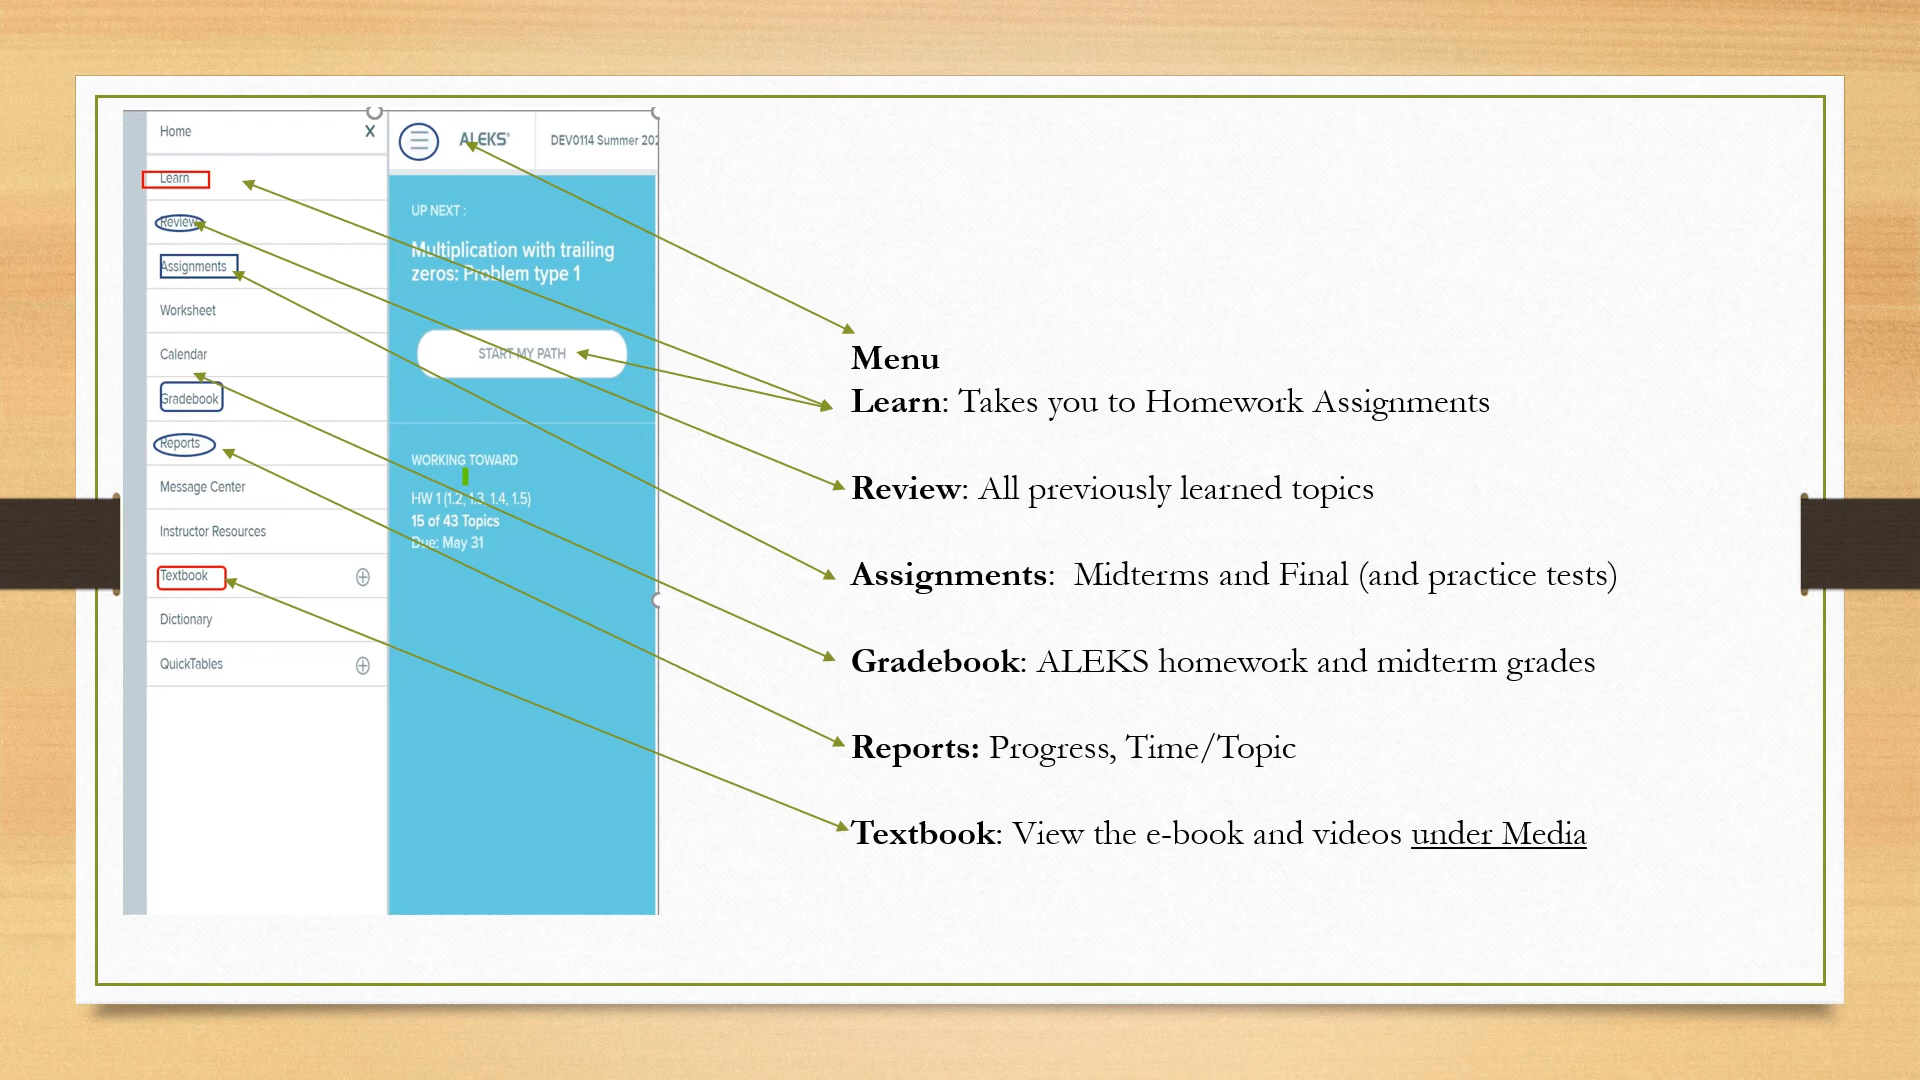 Home X
Learn
Review
Assignments
Worksheet
Calendar
Gradebook
Reports
Message Center
Instructor Resources
Textbook
Dictionary
QuickTables
ALEKS®
DEV0114 Summer 202
UP NEXT :
Multiplication with trailing
zeros: Problem type 1
START MY PATH
WORKING TOWARD
HW 1 (1.2, 1.3, 1.4, 1.5)
15 of 43 Topics
Due: May 31
Menu
Learn: Takes you to Homework Assignments
Review: All previously learned topics
Assignments:  Midterms and Final (and practice tests)
Gradebook: ALEKS homework and midterm grades
Reports: Progress, Time/Topic
Textbook: View the e-book and videos under Media